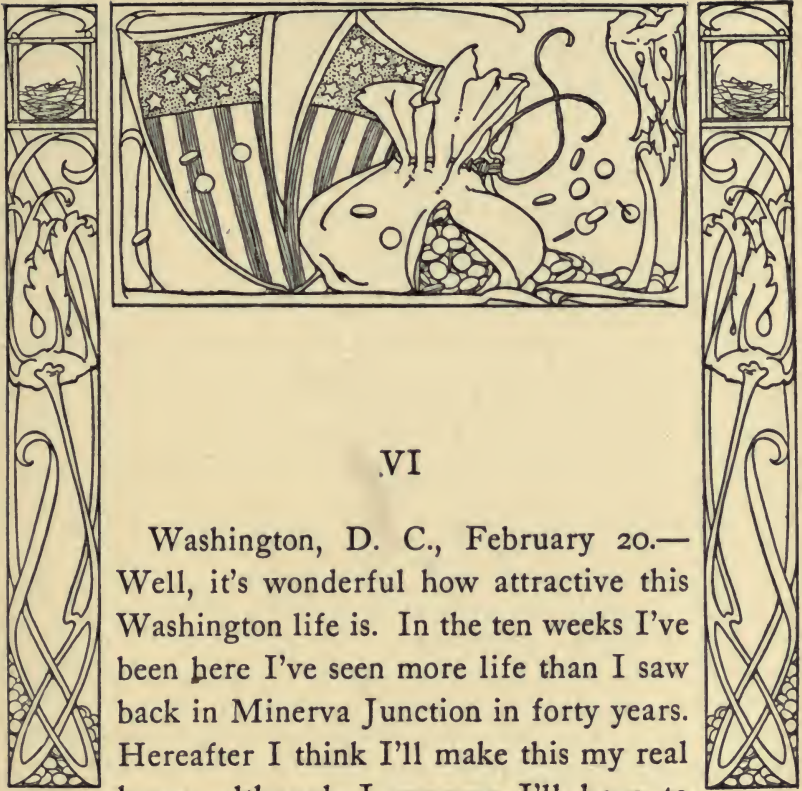 VI
Washington, D. C., February 20.—
Well, it's wonderful how attractive this
Washington life is. In the ten weeks I've
been here I've seen more life than I saw
back in Minerva Junction in forty years.
Hereafter I think I'll make this my real